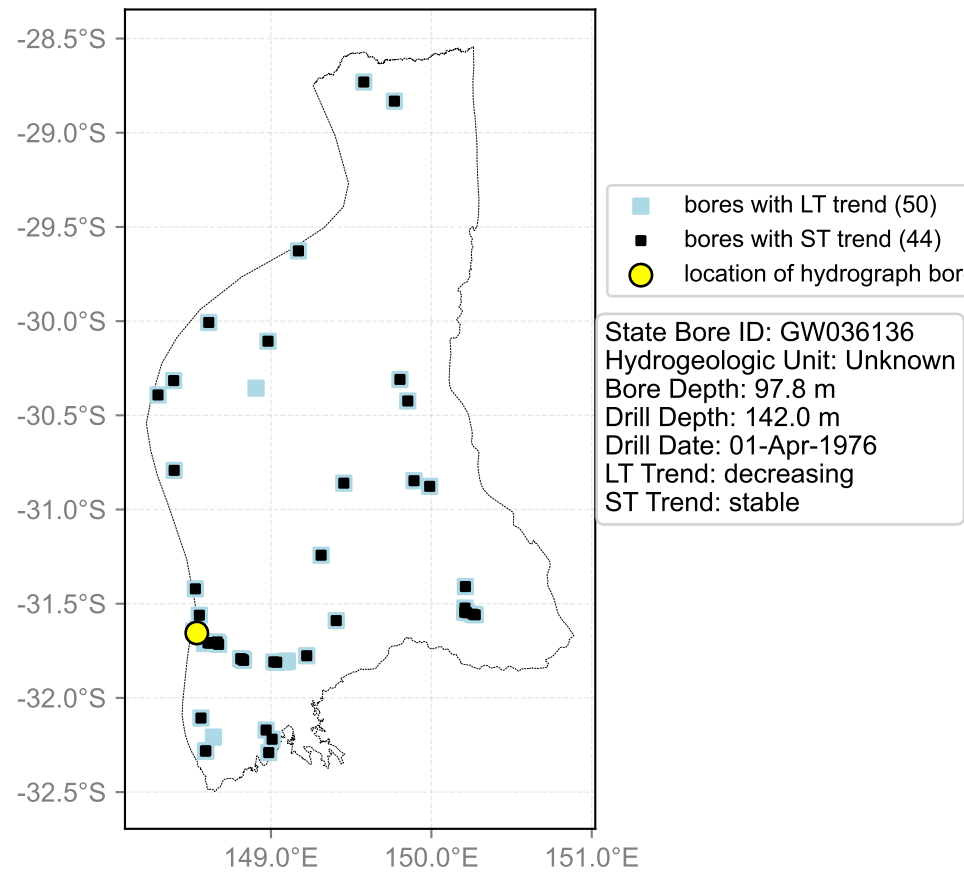 -28.5°S
-29.0°S
-29.5°S
-30.0°S
-30.5°S
-31.0°S
-31.5°S
-32.0°S
-32.5°S
149.0°E
150.0°E
151.0°E
bores with LT trend (50)
bores with ST trend (44)
location of hydrograph bor
State Bore ID: GW036136
Hydrogeologic Unit: Unknown
Bore Depth: 97.8 m
Drill Depth: 142.0 m
Drill Date: 01-Apr-1976
LT Trend: decreasing
ST Trend: stable